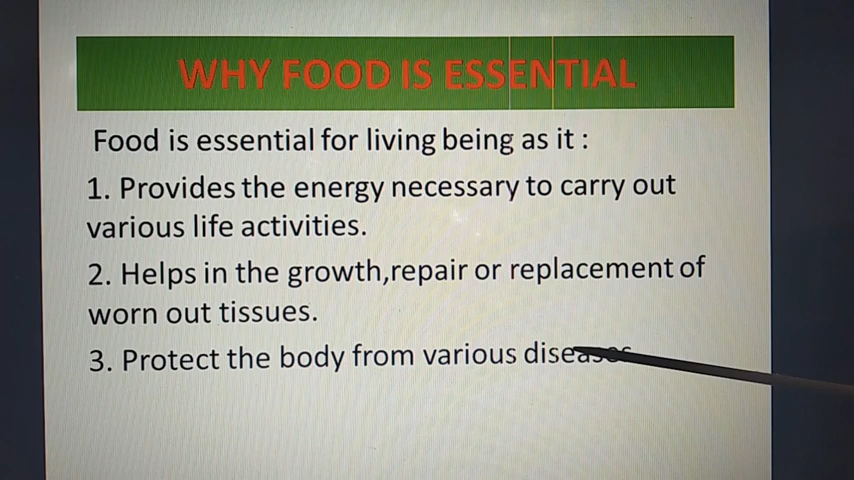 WHY FOOD IS ESSENTIAL
Food is essential for living being as it :
1. Provides the energy necessary to carry out
various life activities.
2. Helps in the growth,repair or replacement of
worn out tissues.
3. Protect the body from various diseases